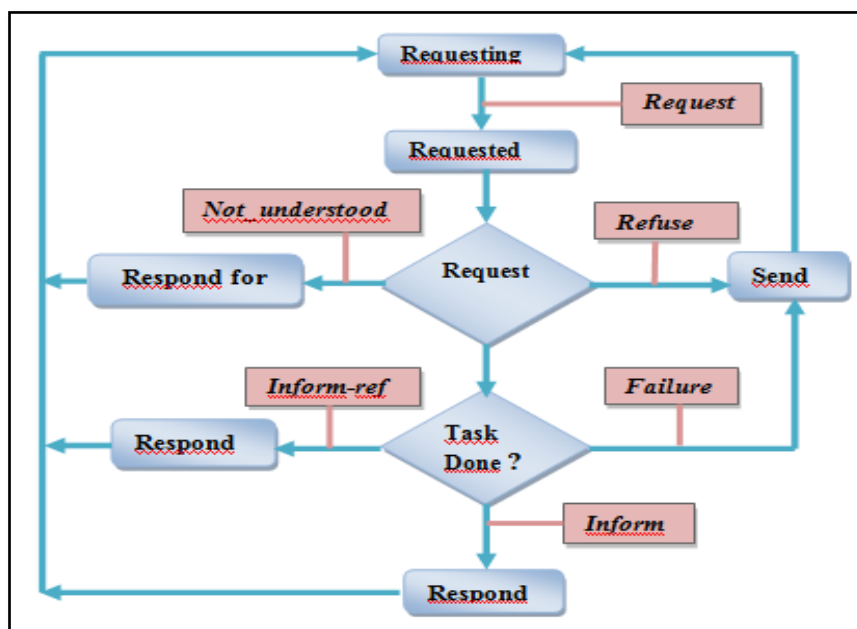 Requesting
Request
Requested
Not_understood
Refuse
Request
Respond for
Send
Inform-ref
Failure
Task
Done ?
Respond
Inform
Respond